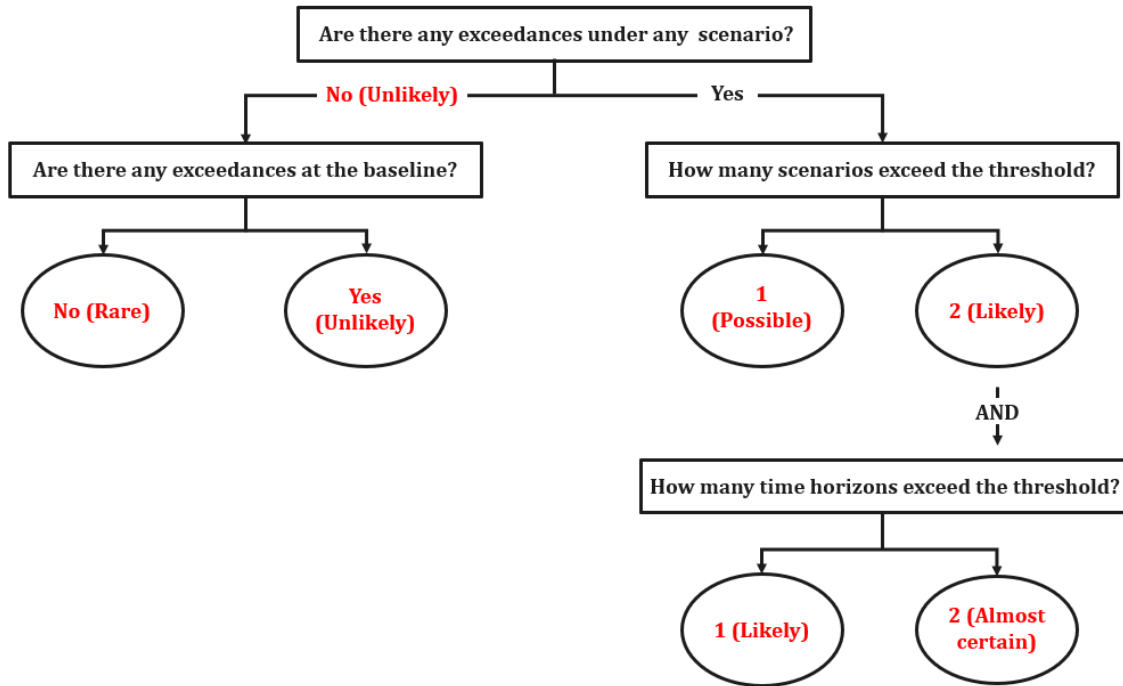 Are there any exceedances under any scenario?
No (Unlikely)
Yes
Are there any exceedances at the baseline?
How many scenarios exceed the threshold?
No (Rare)
Yes
(Unlikely)
1
(Possible)
2 (Likely)
AND
How many time horizons exceed the threshold?
1 (Likely)
2 (Almost
certain)